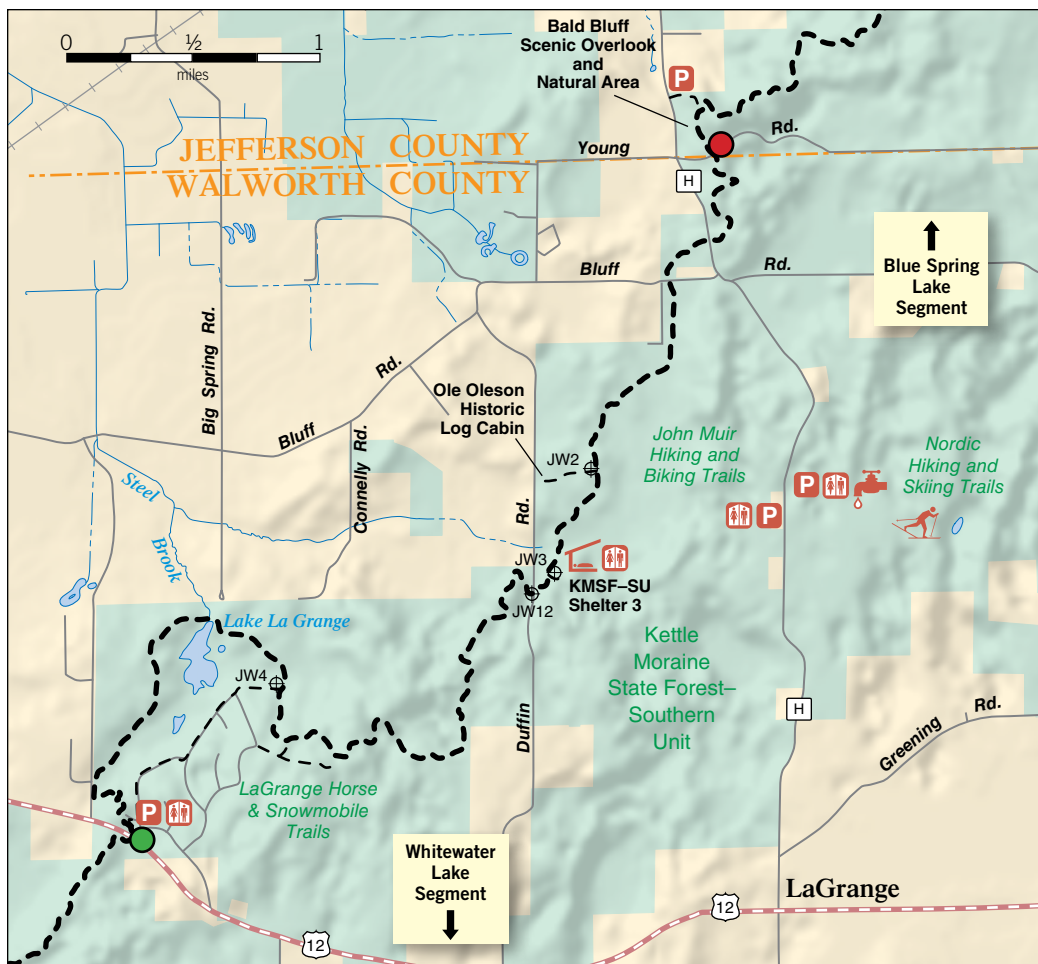 0 ½ 1
miles
Bald Bluff
Scenic Overlook
and
Natural Area
P
JEFFERSON COUNTY
WALWORTH COUNTY
Young Rd.
H
Blue Spring
Lake
Segment
Bluff Rd.
Big Spring Rd.
Bluff Rd.
Connelly Rd.
Ole Oleson
Historic
Log Cabin
JW2
John Muir
Hiking and
Biking Trails
Nordic
Hiking and
Skiing Trails
P
P
Steel
Brook
Duffin Rd.
JW3
KMSF–SU
Shelter 3
JW12
Lake La Grange
JW4
Kettle
Moraine
State Forest–
Southern
Unit
H
Greening Rd.
LaGrange Horse
& Snowmobile
Trails
P
Whitewater
Lake
Segment
LaGrange
12
12